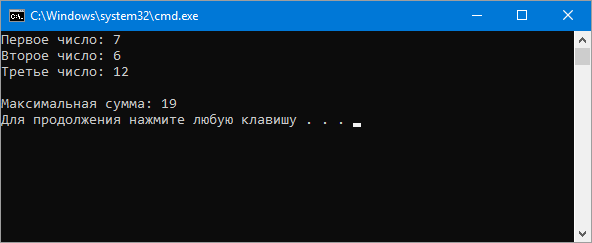 C:\Windows\system32\cmd.exe
Первое число: 7
Второе число: 6
Третье число: 12
Максимальная сумма: 19
Для продолжения нажмите любую клавишу . . .